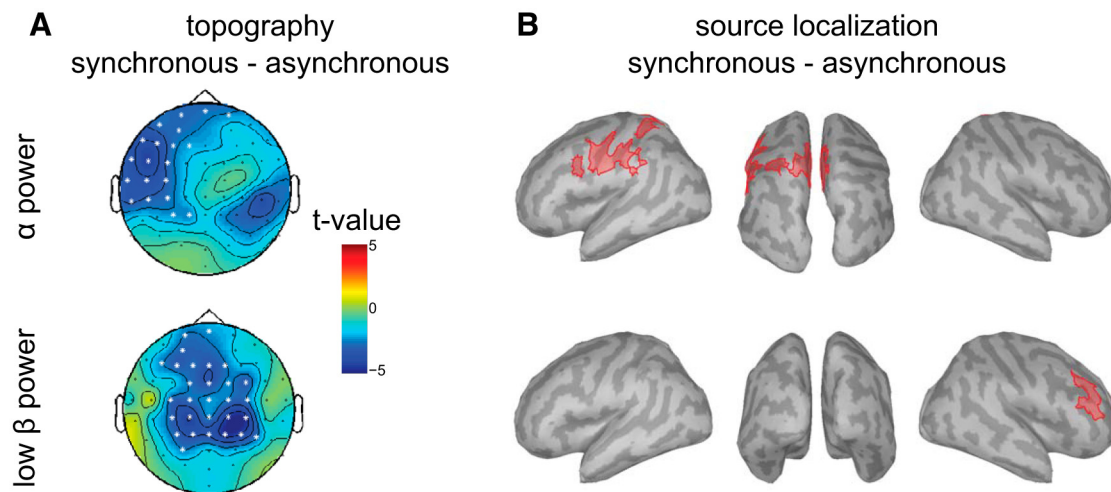 A
topography
synchronous - asynchronous
B
source localization
synchronous - asynchronous
α power
t-value
5
0
−5
low β power